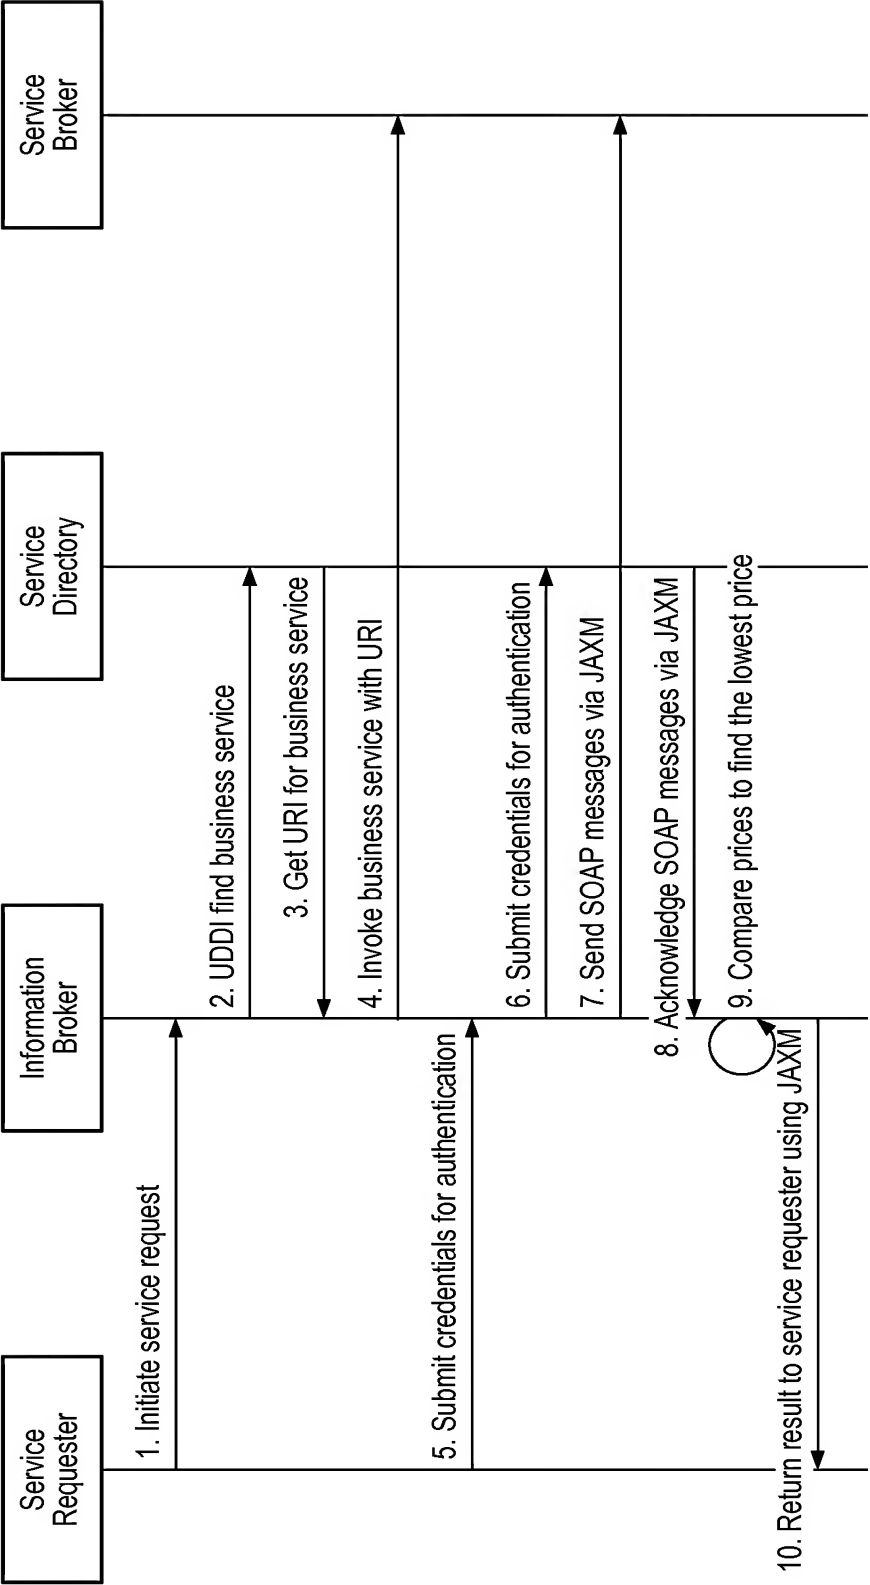 Service
Requester
Information
Broker
Service
Directory
Service
Broker
1. Initiate service request
2. UDDI find business service
3. Get URI for business service
4. Invoke business service with URI
5. Submit credentials for authentication
6. Submit credentials for authentication
7. Send SOAP messages via JAXM
8. Acknowledge SOAP messages via JAXM
9. Compare prices to find the lowest price
10. Return result to service requester using JAXM